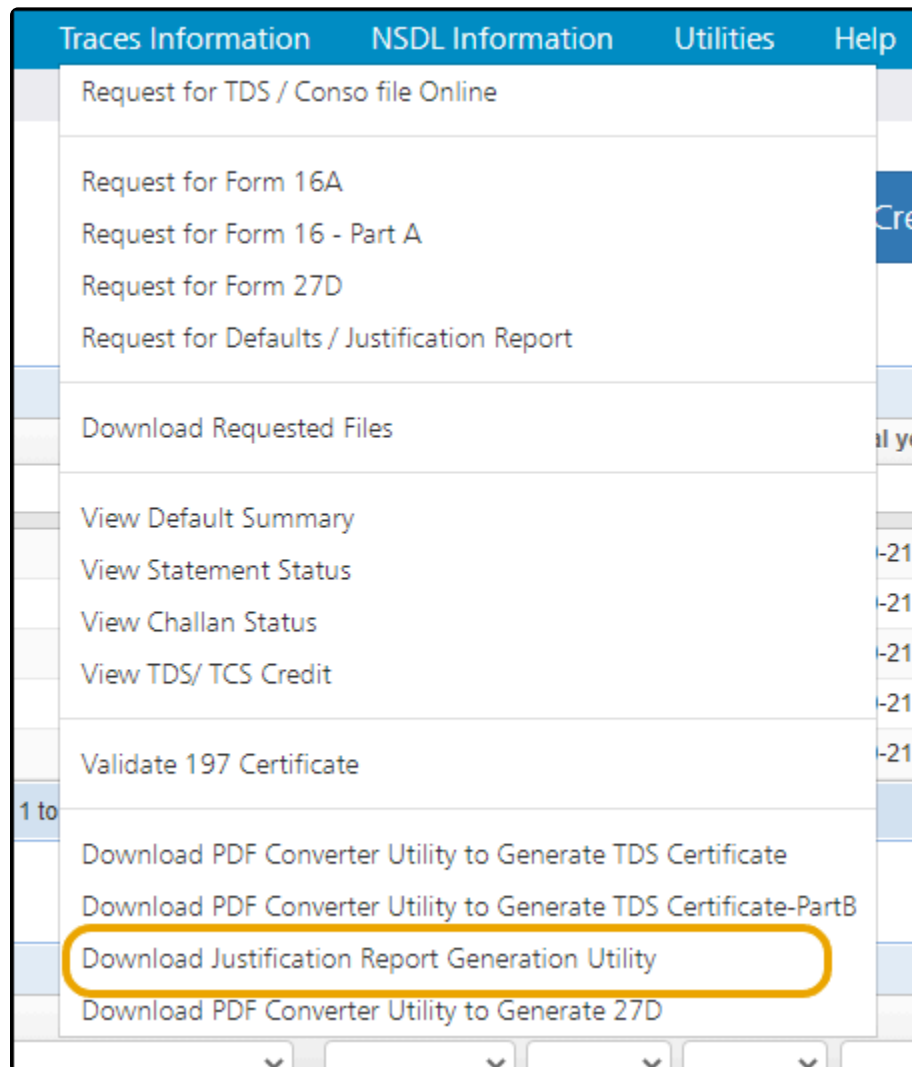 Traces Information NSDL Information Utilities Help
Request for TDS / Conso file Online
Request for Form 16A
Request for Form 16 - Part A
Request for Form 27D
Request for Defaults / Justification Report
Download Requested Files
View Default Summary
View Statement Status
View Challan Status
View TDS/ TCS Credit
Validate 197 Certificate
1 to
Download PDF Converter Utility to Generate TDS Certificate
Download PDF Converter Utility to Generate TDS Certificate-PartB
Download Justification Report Generation Utility
Download PDF Converter Utility to Generate 27D